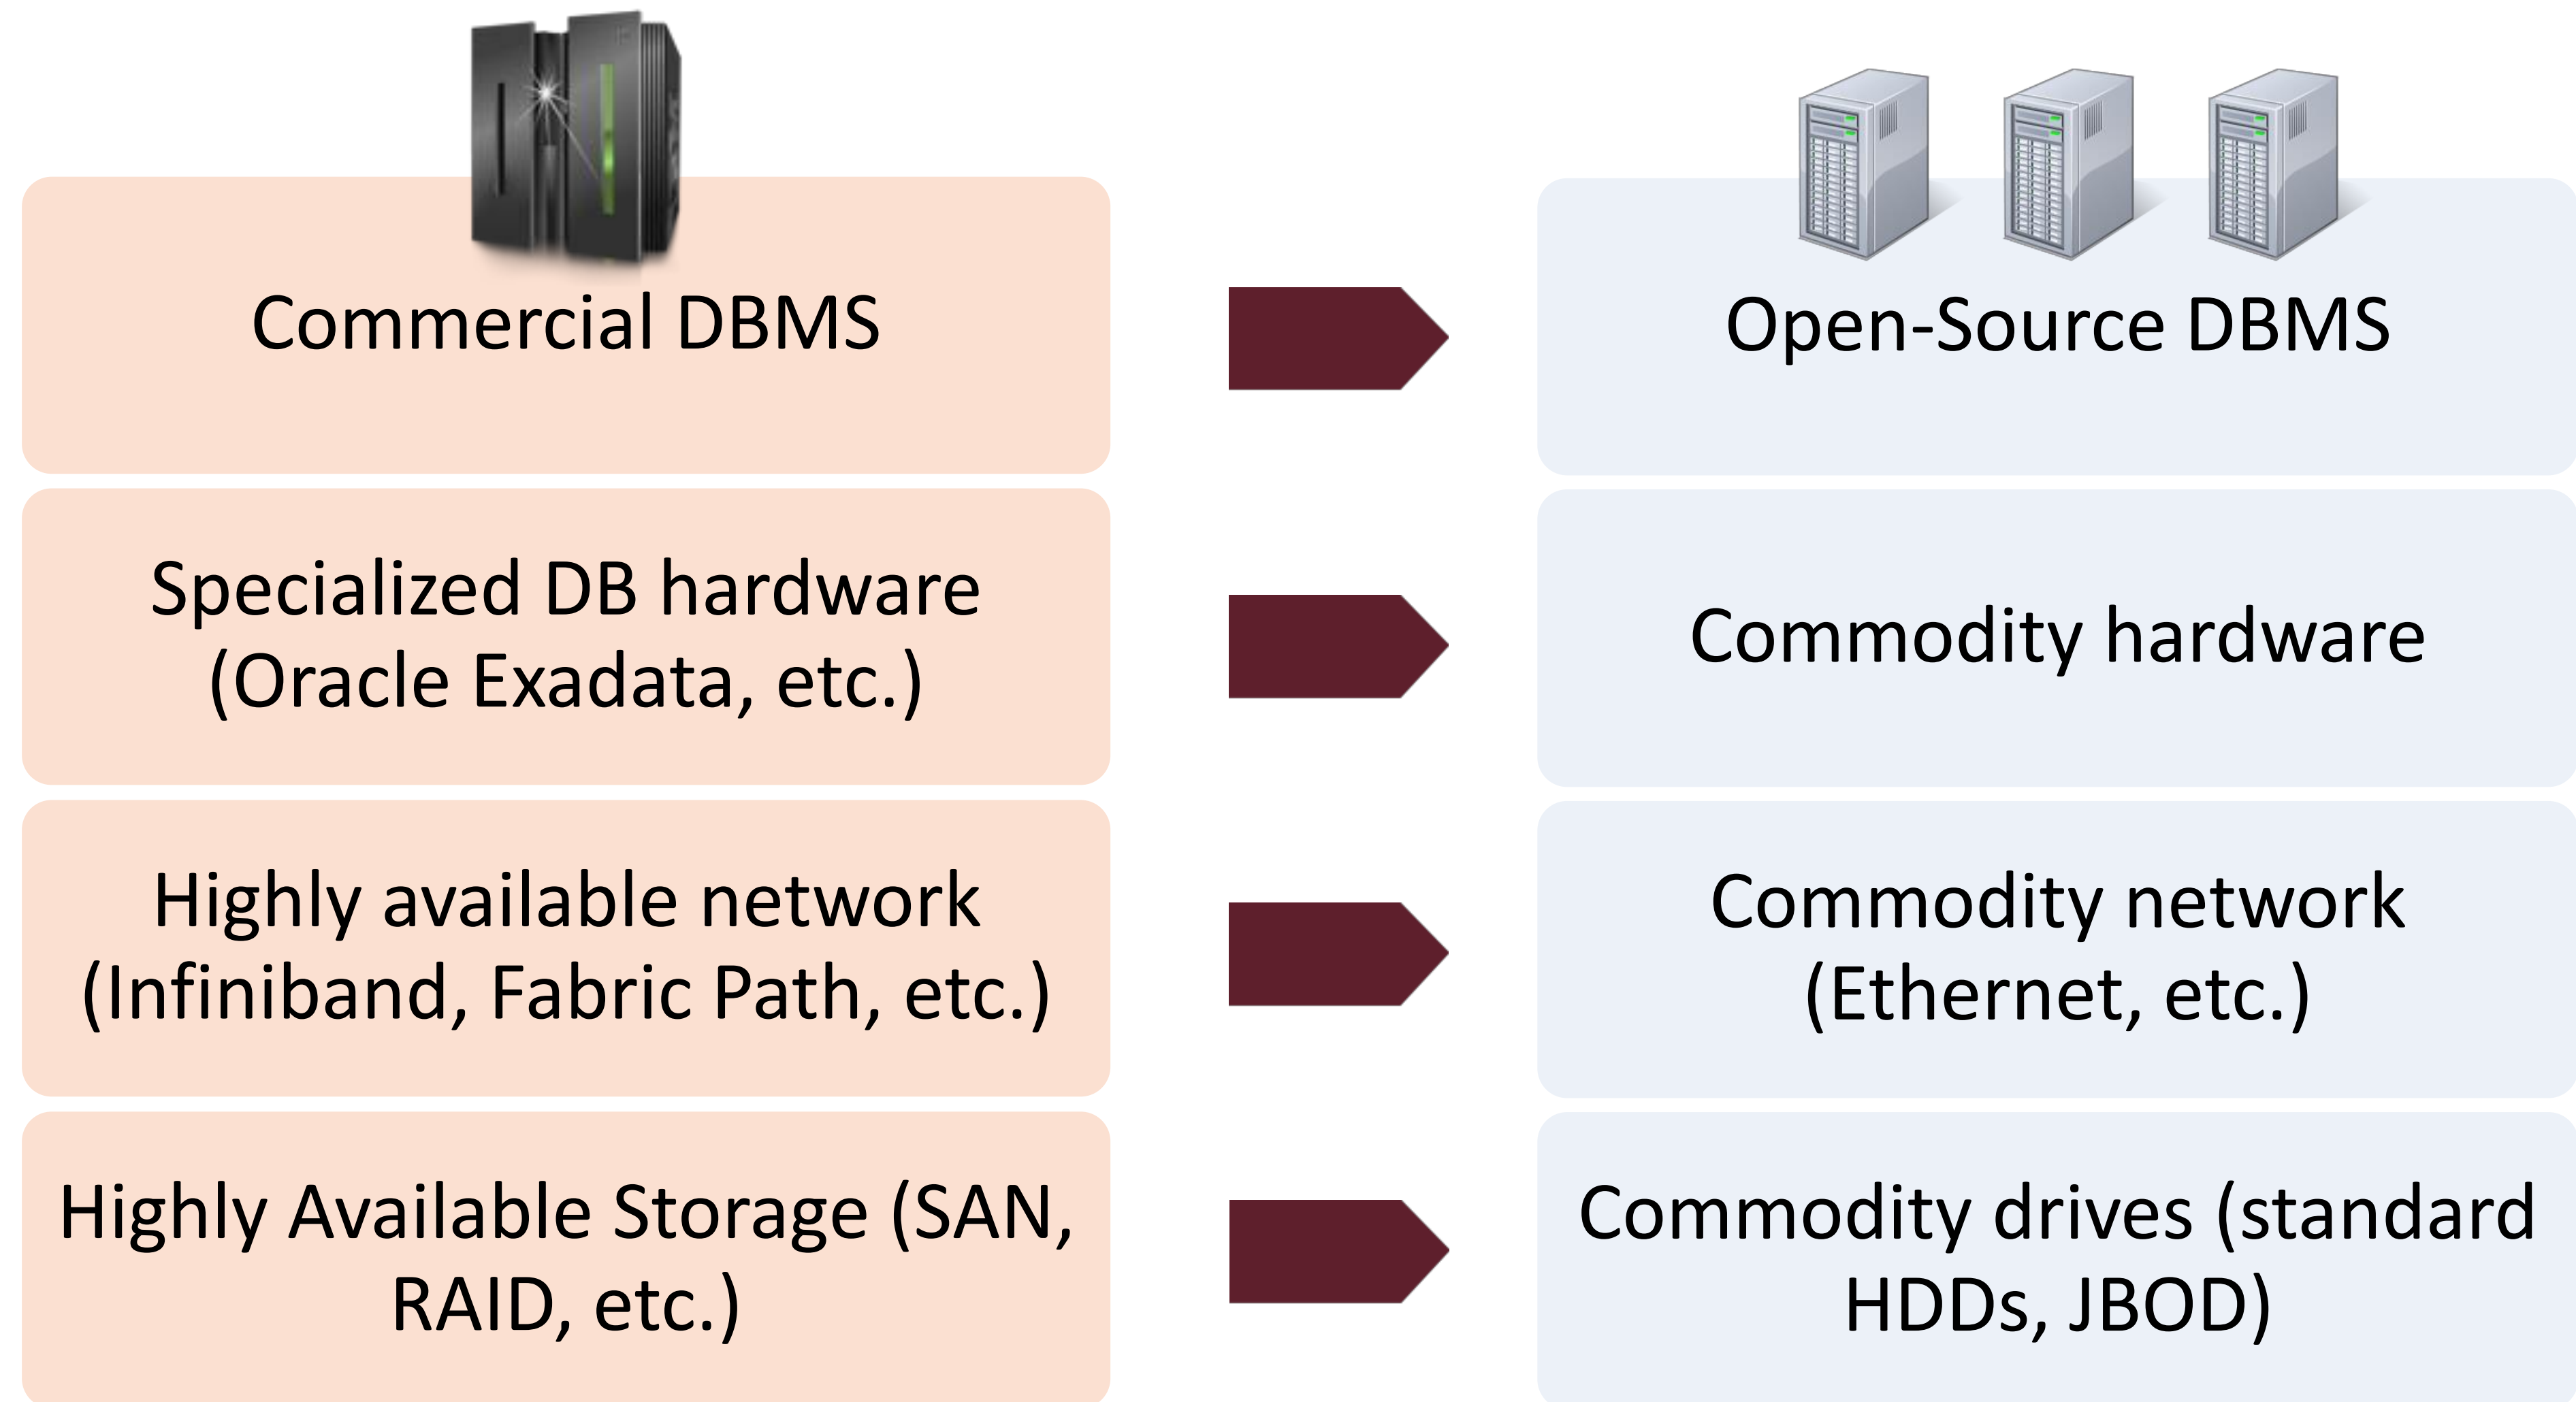 Commercial DBMS
Open-Source DBMS
Specialized DB hardware
(Oracle Exadata, etc.)
Commodity hardware
Highly available network
(Infiniband, Fabric Path, etc.)
Commodity network
(Ethernet, etc.)
Highly Available Storage (SAN,
RAID, etc.)
Commodity drives (standard
HDDs, JBOD)